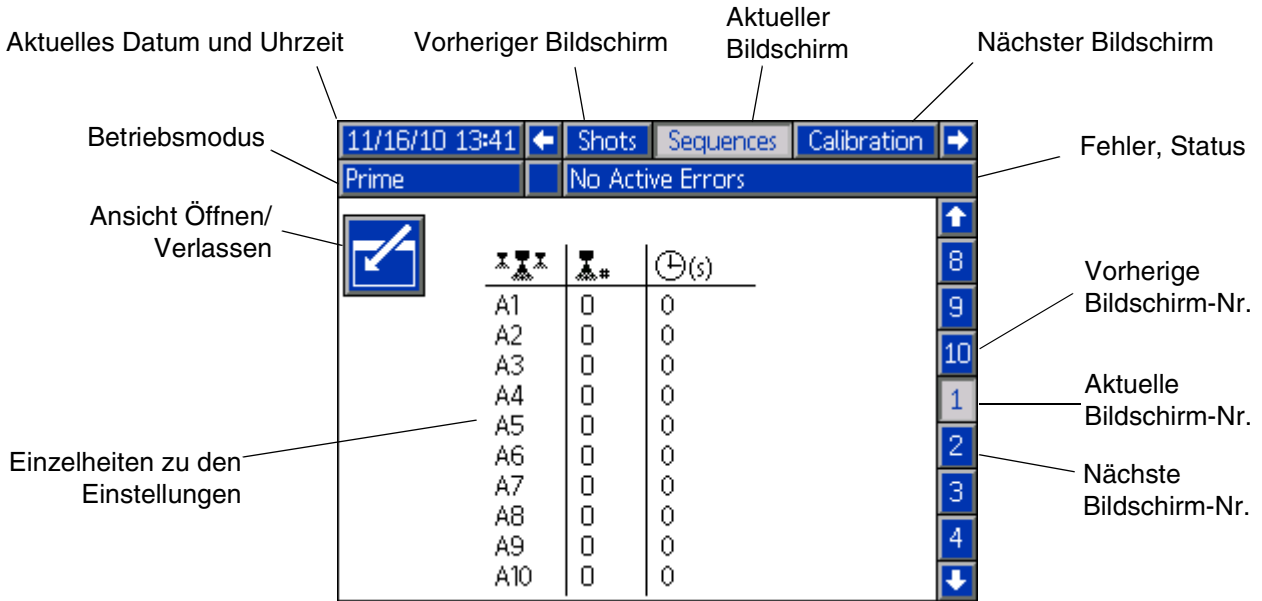 Aktuelles Datum und Uhrzeit
Vorheriger Bildschirm
Aktueller
Bildschirm
Nächster Bildschirm
Betriebsmodus
Ansicht Öffnen/
Verlassen
Einzelheiten zu den
Einstellungen
11/16/10 13:41
Shots
Sequences
Calibration
Prime
No Active Errors
# (s)
A1 0 0
A2 0 0
A3 0 0
A4 0 0
A5 0 0
A6 0 0
A7 0 0
A8 0 0
A9 0 0
A10 0 0
8
9
10
1
2
3
4
Fehler, Status
Vorherige
Bildschirm-Nr.
Aktuelle
Bildschirm-Nr.
Nächste
Bildschirm-Nr.